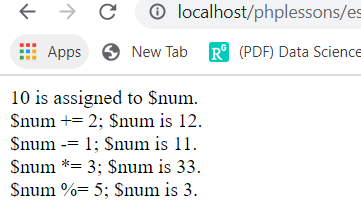 localhost/phplessons/es
Apps
New Tab
R^G
(PDF) Data Science
10 is assigned to $num.
$num += 2; $num is 12.
$num -= 1; $num is 11.
$num *= 3; $num is 33.
$num %= 5; $num is 3.